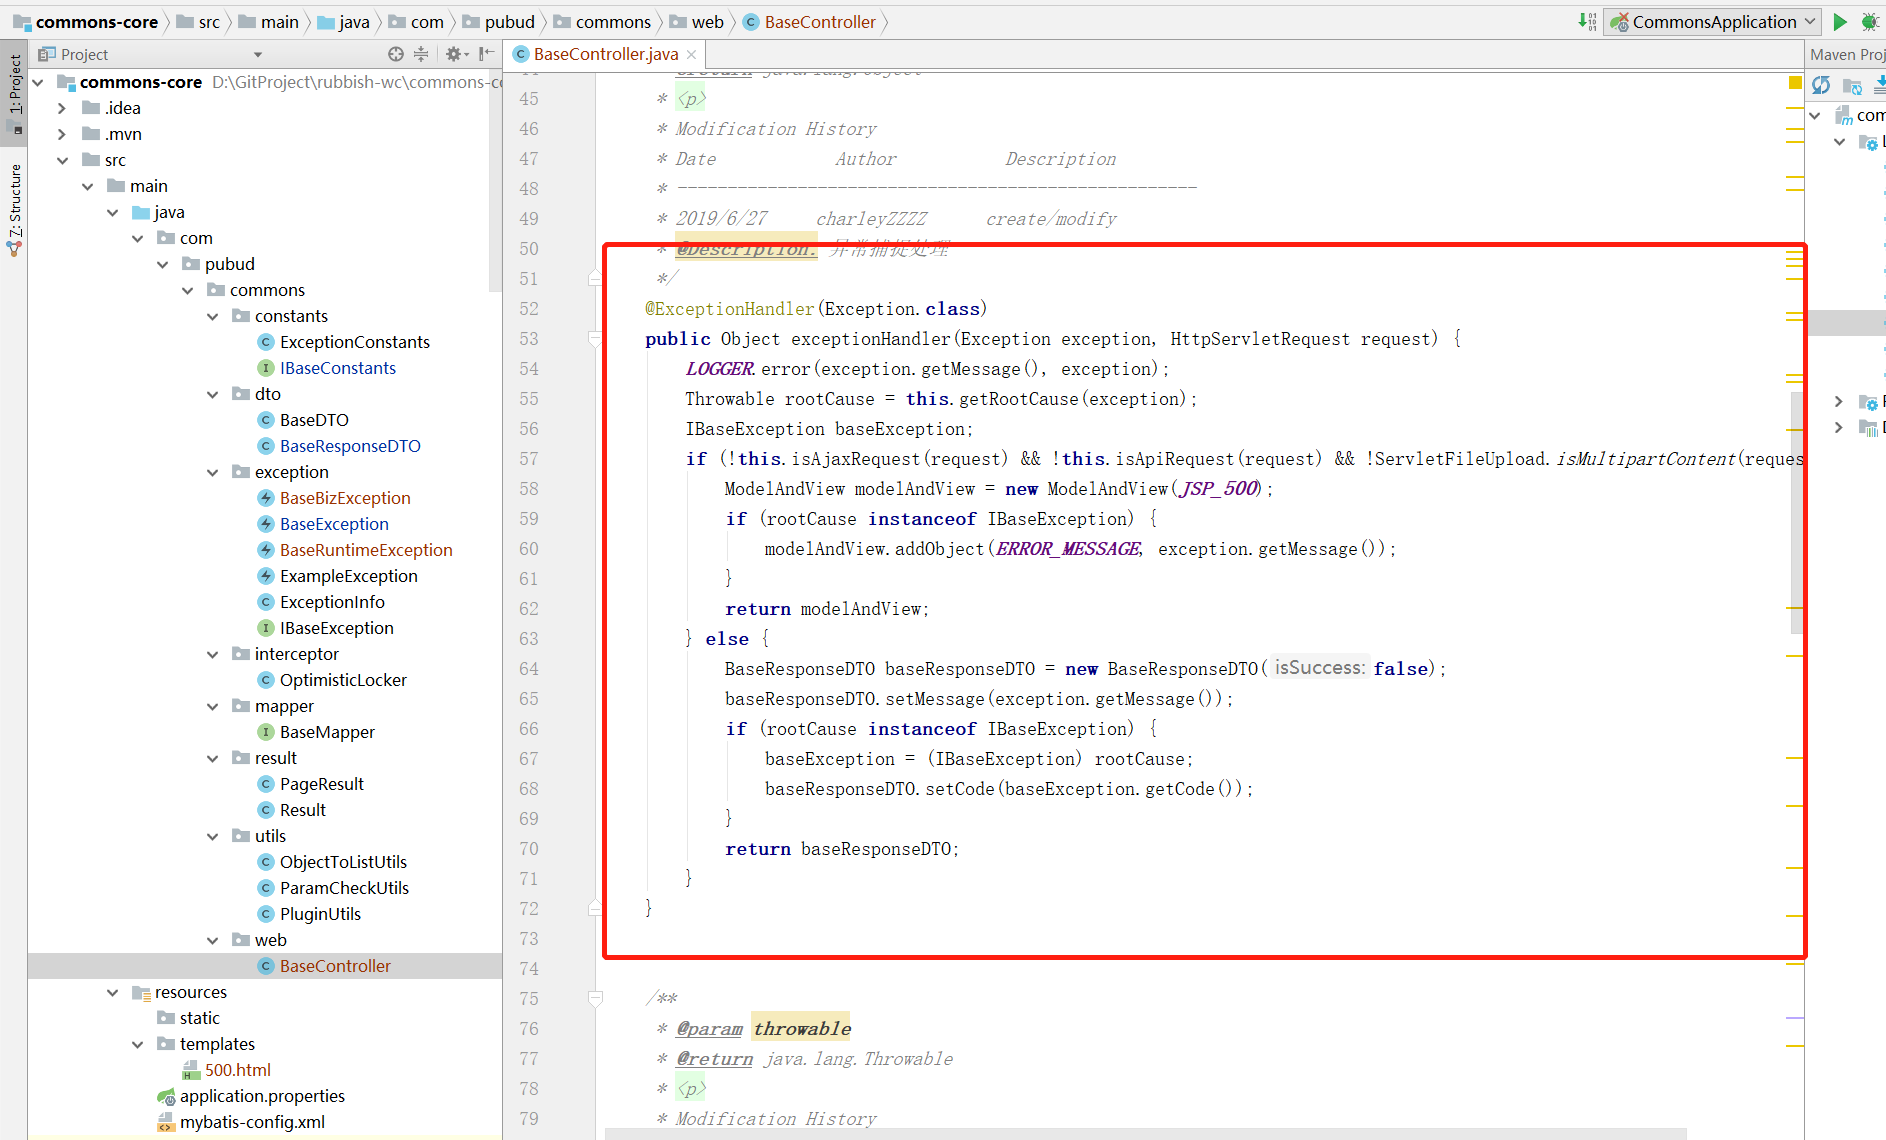 commons-core src main java com pubud commons web BaseController CommonsApplication
Project BaseController.java Maven Proj
1: Project
Z: Structure
commons-core D:\GitProject\rubbish-wc\commons-c
.idea
.mvn
src
main
java
com
pubud
commons
constants
ExceptionConstants
IBaseConstants
dto
BaseDTO
BaseResponseDTO
exception
BaseBizException
BaseException
BaseRuntimeException
ExampleException
ExceptionInfo
IBaseException
interceptor
OptimisticLocker
mapper
BaseMapper
result
PageResult
Result
utils
ObjectToListUtils
ParamCheckUtils
PluginUtils
web
BaseController
resources
static
templates
500.html
application.properties
mybatis-config.xml
44 * @return java.lang.Object
45 * <p>
46 * Modification History
47 * Date Author Description
48 * ----------------------------------------------------
49 * 2019/6/27 charleyZZZZ create/modify
50 * @Description: 异常捕捉处理
51 */
52 @ExceptionHandler(Exception.class)
53 public Object exceptionHandler(Exception exception, HttpServletRequest request) {
54 LOGGER.error(exception.getMessage(), exception);
55 Throwable rootCause = this.getRootCause(exception);
56 IBaseException baseException;
57 if (!this.isAjaxRequest(request) && !this.isApiRequest(request) && !ServletFileUpload.isMultipartContent(reques
58 ModelAndView modelAndView = new ModelAndView(JSP_500);
59 if (rootCause instanceof IBaseException) {
60 modelAndView.addObject(ERROR_MESSAGE, exception.getMessage());
61 }
62 return modelAndView;
63 } else {
64 BaseResponseDTO baseResponseDTO = new BaseResponseDTO( isSuccess: false);
65 baseResponseDTO.setMessage(exception.getMessage());
66 if (rootCause instanceof IBaseException) {
67 baseException = (IBaseException) rootCause;
68 baseResponseDTO.setCode(baseException.getCode());
69 }
70 return baseResponseDTO;
71 }
72 }
73
74
75 /**
76 * @param throwable
77 * @return java.lang.Throwable
78 * <p>
79 * Modification History
com